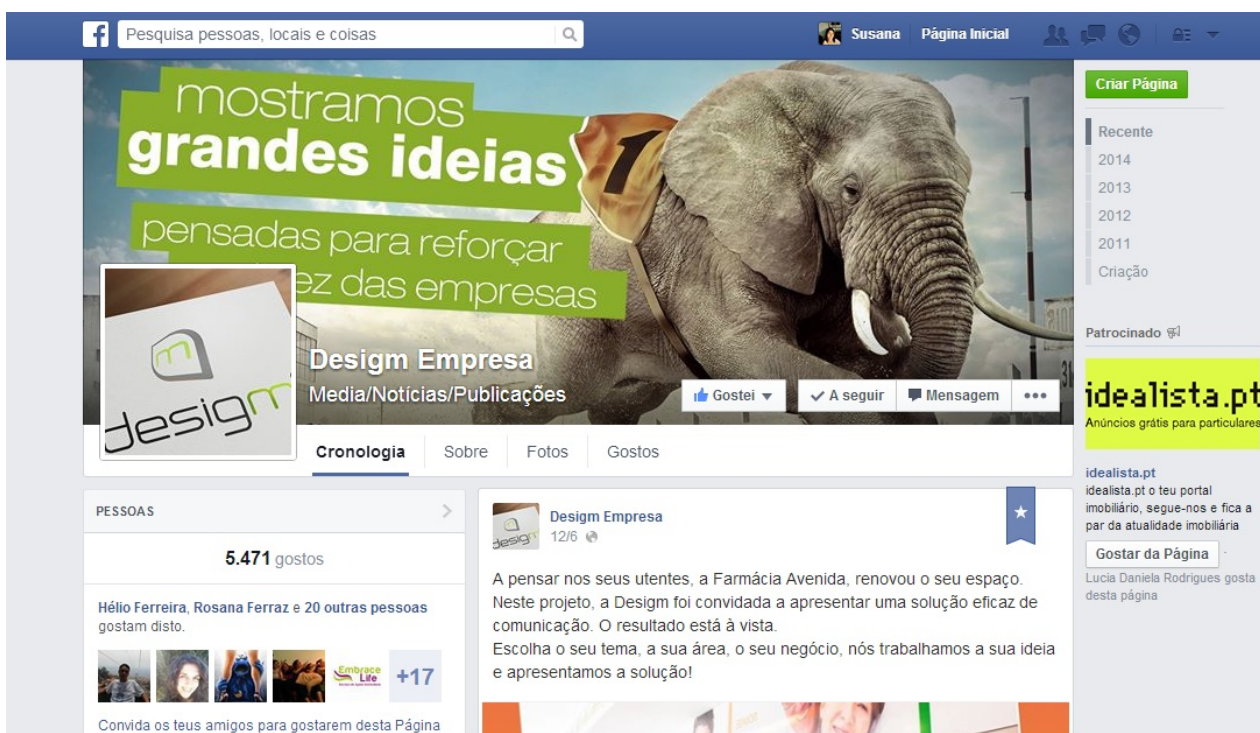 Pesquisa pessoas, locais e coisas
Susana Página Inicial
mostramos
grandes ideias
pensadas para reforçar
das empresas
1
m
design
Desigm Empresa
Media/Notícias/Publicações
Gostei
A seguir
Mensagem
Cronologia
Sobre
Fotos
Gostos
Criar Página
Recente
2014
2013
2012
2011
Criação
Patrocinado
idealista.pt
Anúncios grátis para particulares
idealista.pt
idealista.pt o teu portal
imobiliário, segue-nos e fica a
par da atualidade imobiliária
Gostar da Página
Lucia Daniela Rodrigues gosta
desta página
PESSOAS
5.471 gostos
Hélio Ferreira, Rosana Ferraz e 20 outras pessoas
gostam disto.
Embrace
Life
+17
Convida os teus amigos para gostarem desta Página
Desigm Empresa
12/6
A pensar nos seus utentes, a Farmácia Avenida, renovou o seu espaço.
Neste projeto, a Desigm foi convidada a apresentar uma solução eficaz de
comunicação. O resultado está à vista.
Escolha o seu tema, a sua área, o seu negócio, nós trabalhamos a sua ideia
e apresentamos a solução!